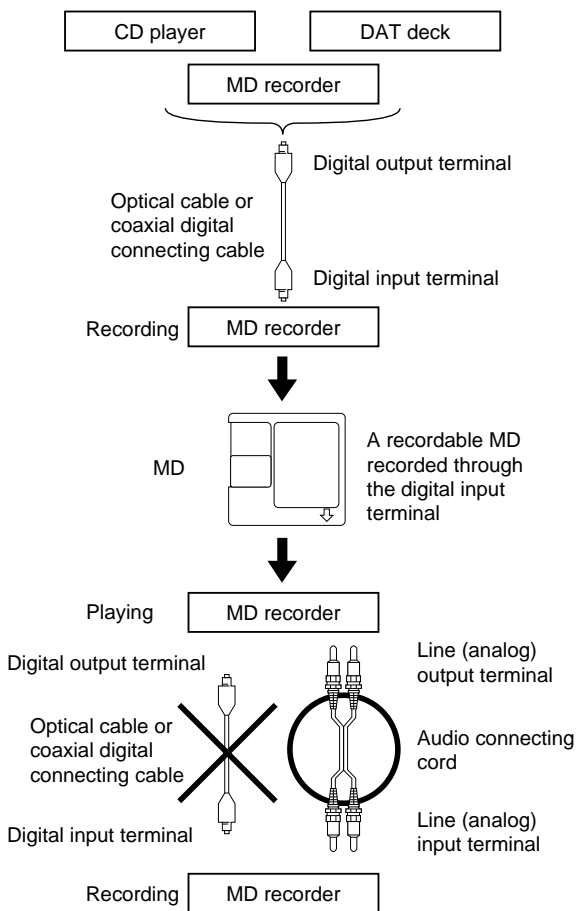 CD player
DAT deck
MD recorder
Digital output terminal
Optical cable or
coaxial digital
connecting cable
Digital input terminal
Recording
MD recorder
MD
A recordable MD
recorded through
the digital input
terminal
Playing
MD recorder
Digital output terminal
Line (analog)
output terminal
Optical cable or
coaxial digital
connecting cable
Audio connecting
cord
Digital input terminal
Line (analog)
input terminal
Recording
MD recorder